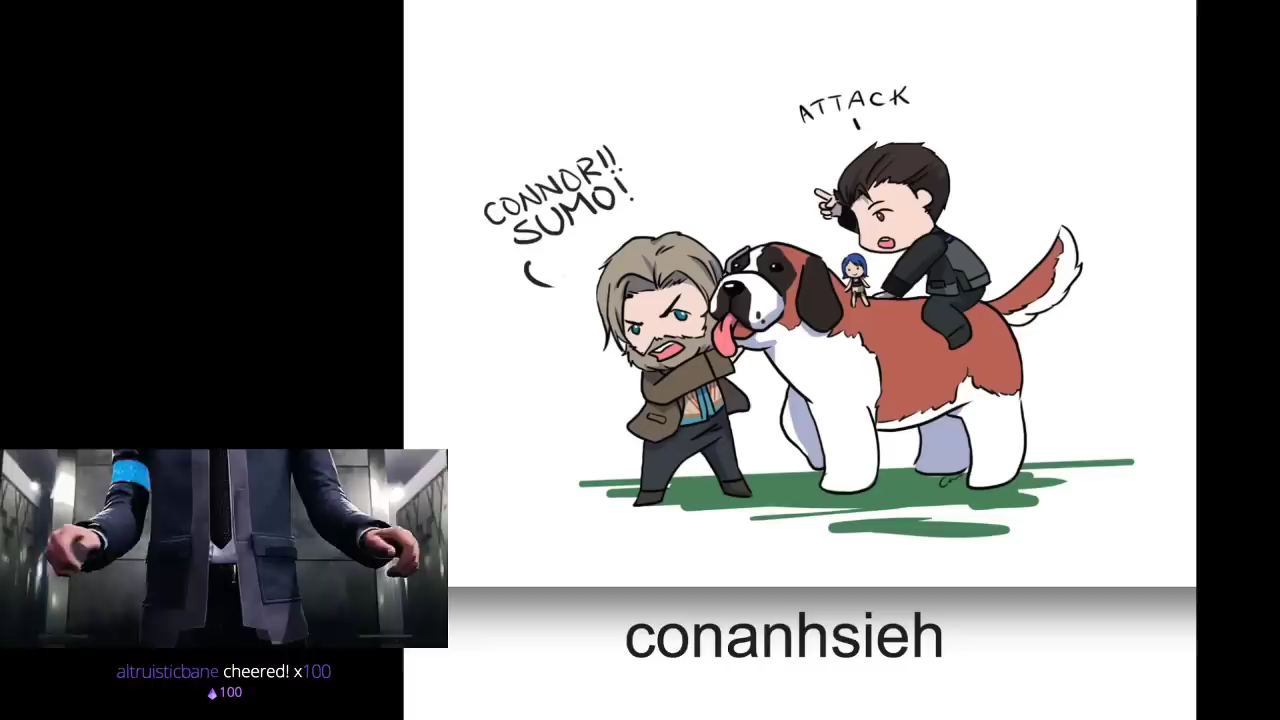 ATTACK
CONNOR!!
SUMO!
conanhsieh
altruisticbane cheered! x100
100